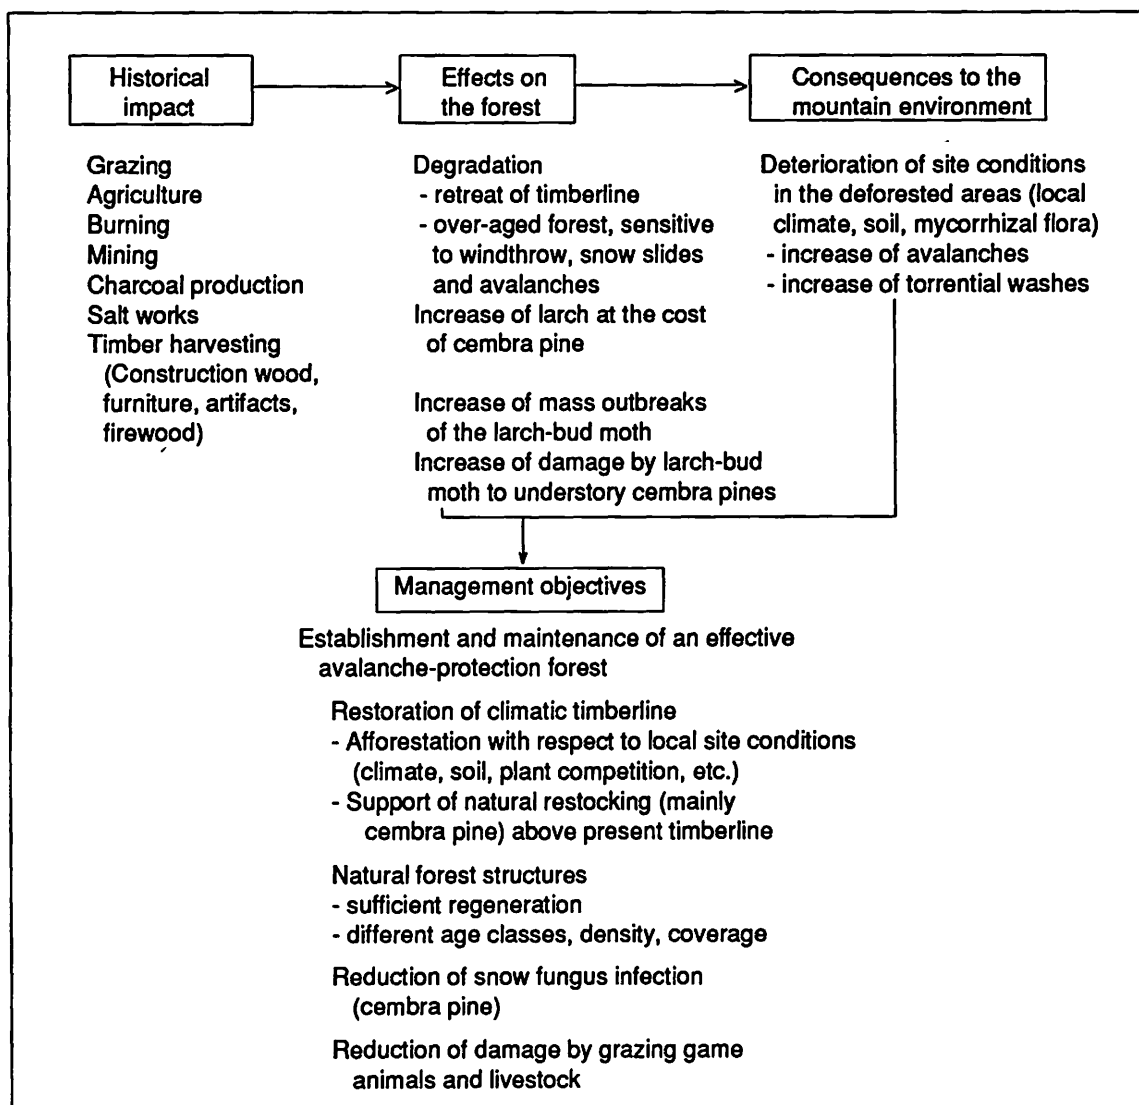 Historical
impact
Effects on
the forest
Consequences to the
mountain environment
Grazing
Agriculture
Burning
Mining
Charcoal production
Salt works
Timber harvesting
(Construction wood,
furniture, artifacts,
firewood)
Degradation
- retreat of timberline
- over-aged forest, sensitive
to windthrow, snow slides
and avalanches
Increase of larch at the cost
of cembra pine
Increase of mass outbreaks
of the larch-bud moth
Increase of damage by larch-bud
moth to understory cembra pines
Deterioration of site conditions
in the deforested areas (local
climate, soil, mycorrhizal flora)
- increase of avalanches
- increase of torrential washes
Management objectives
Establishment and maintenance of an effective
avalanche-protection forest
Restoration of climatic timberline
- Afforestation with respect to local site conditions
(climate, soil, plant competition, etc.)
- Support of natural restocking (mainly
cembra pine) above present timberline
Natural forest structures
- sufficient regeneration
- different age classes, density, coverage
Reduction of snow fungus infection
(cembra pine)
Reduction of damage by grazing game
animals and livestock